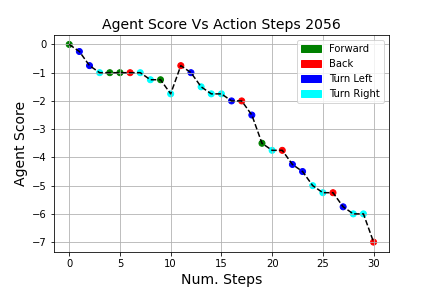 Agent Score Vs Action Steps 2056
Forward
Back
Turn Left
Turn Right
Agent Score
0
−1
−2
−3
−4
−5
−6
−7
0 5 10 15 20 25 30
Num. Steps